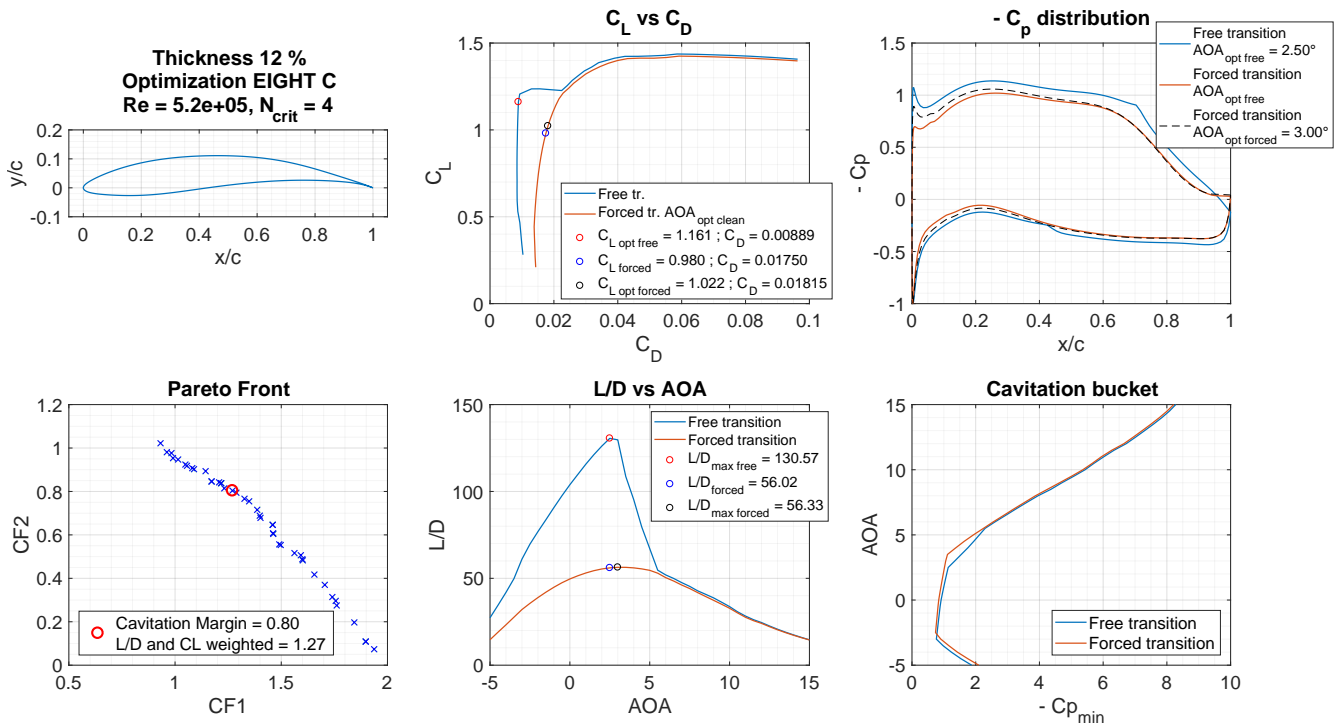 Thickness 12 %
Optimization EIGHT C
Re = 5.2e+05, N_crit = 4
0.2
0.1
0
-0.1
y/c
0 0.2 0.4 0.6 0.8 1
x/c
C_L vs C_D
1.5
1
0.5
0
C_L
0 0.02 0.04 0.06 0.08 0.1
C_D
Free tr.
Forced tr. AOA_opt clean
C_L opt free = 1.161 ; C_D = 0.00889
C_L forced = 0.980 ; C_D = 0.01750
C_L opt forced = 1.022 ; C_D = 0.01815
- C_p distribution
1.5
1
0.5
0
-0.5
-1
- Cp
0 0.2 0.4 0.6 0.8 1
x/c
Free transition
AOA_opt free = 2.50°
Forced transition
AOA_opt free
Forced transition
AOA_opt forced = 3.00°
Pareto Front
1.2
1
0.8
0.6
0.4
0.2
0
CF2
0.5 1 1.5 2
CF1
Cavitation Margin = 0.80
L/D and CL weighted = 1.27
L/D vs AOA
150
100
50
0
L/D
-5 0 5 10 15
AOA
Free transition
Forced transition
L/D_max free = 130.57
L/D_forced = 56.02
L/D_max forced = 56.33
Cavitation bucket
15
10
5
0
-5
AOA
0 2 4 6 8 10
- Cp_min
Free transition
Forced transition